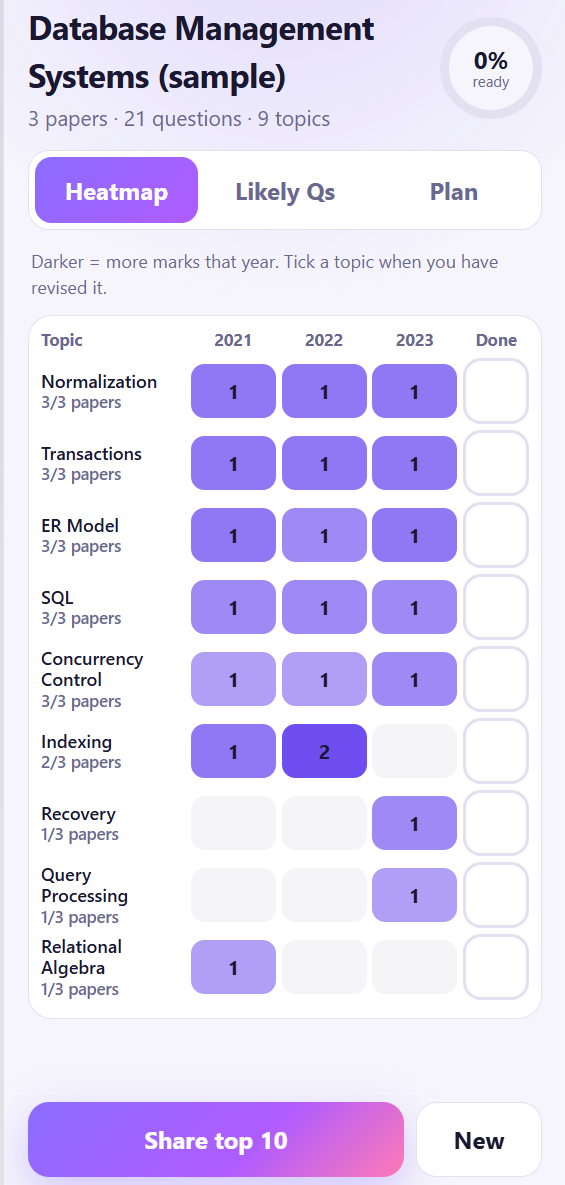 Database Management
Systems (sample)
0%
ready
3 papers · 21 questions · 9 topics
Heatmap
Likely Qs
Plan
Darker = more marks that year. Tick a topic when you have
revised it.
Topic 2021 2022 2023 Done
Normalization
3/3 papers
1 1 1
Transactions
3/3 papers
1 1 1
ER Model
3/3 papers
1 1 1
SQL
3/3 papers
1 1 1
Concurrency
Control
3/3 papers
1 1 1
Indexing
2/3 papers
1 2
Recovery
1/3 papers
1
Query
Processing
1/3 papers
1
Relational
Algebra
1/3 papers
1
Share top 10
New